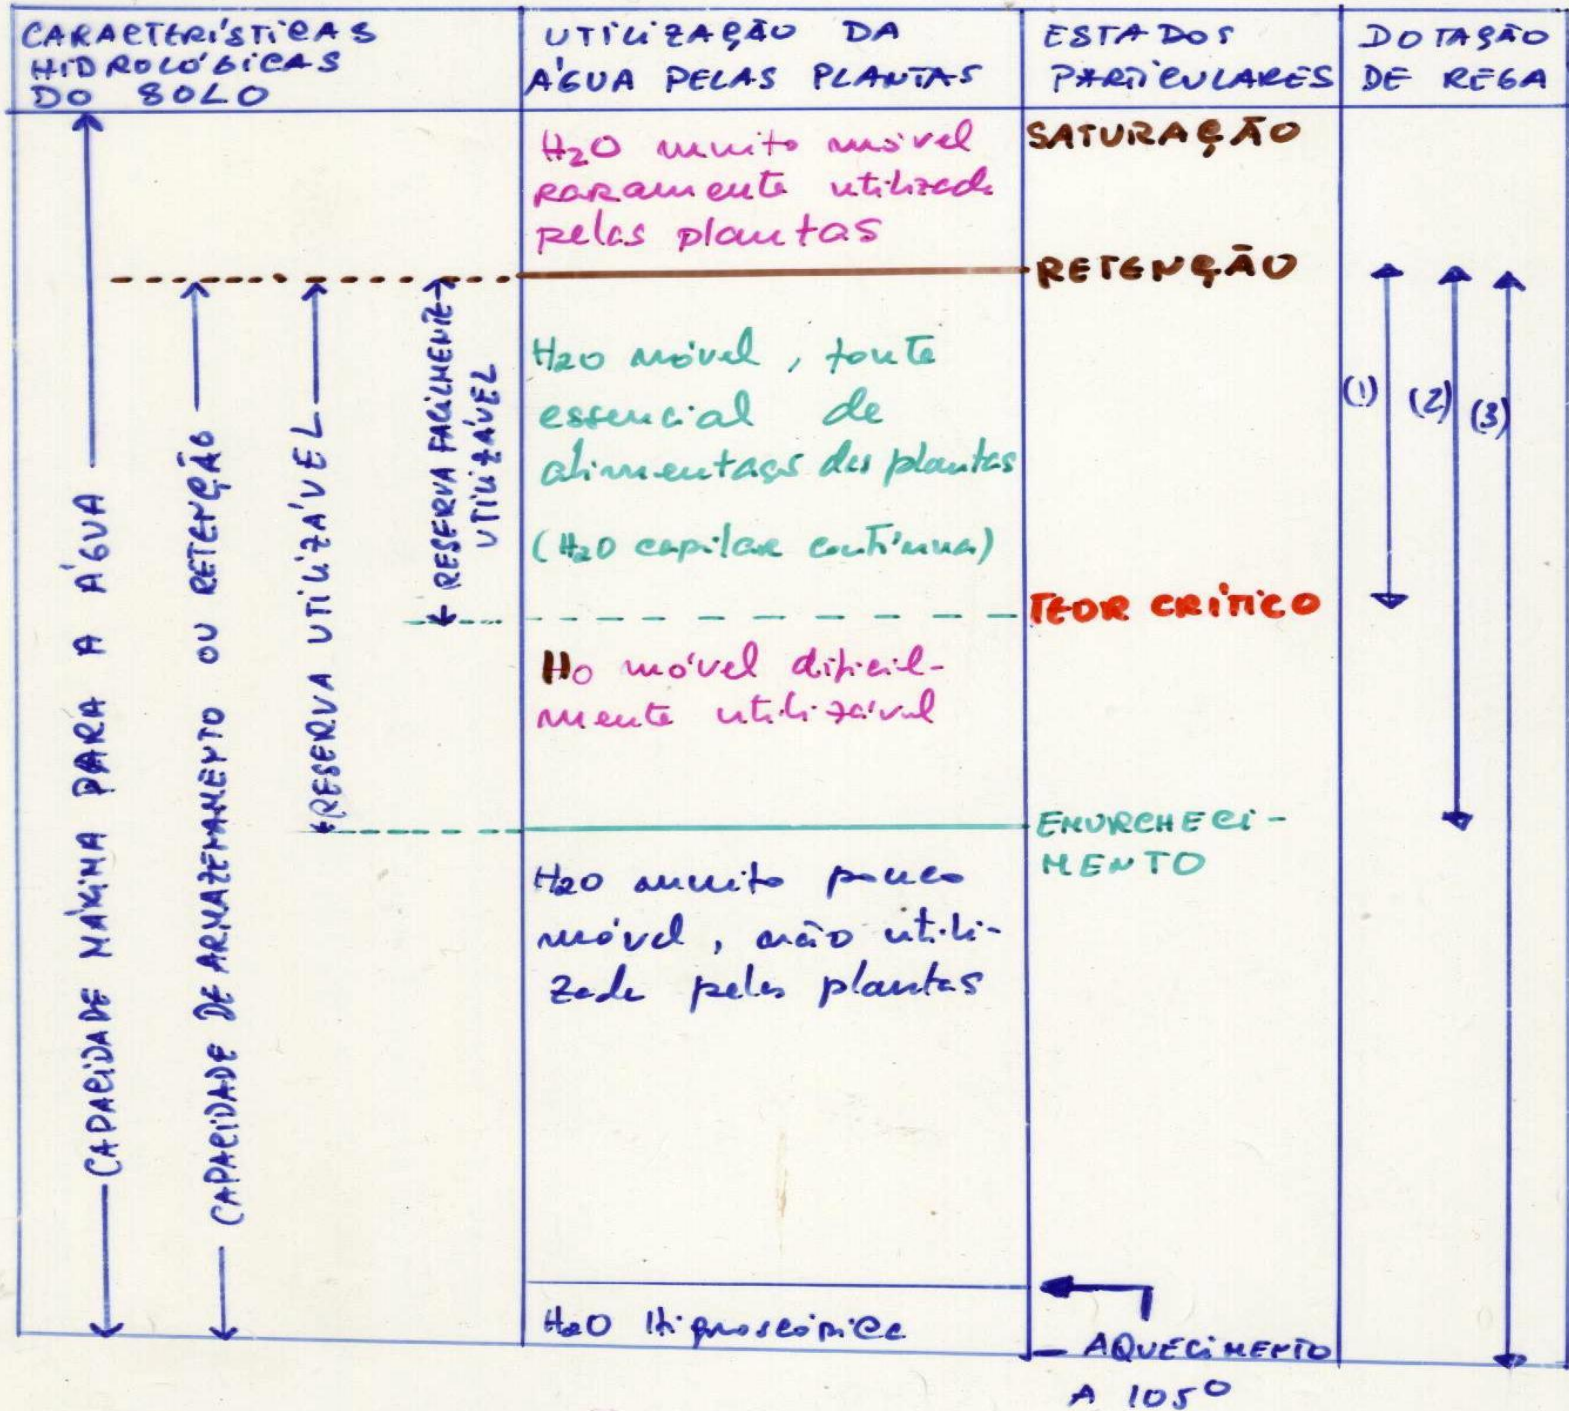 CARACTERÍSTICAS
HIDROLÓGICAS
DO SOLO
UTILIZAÇÃO DA
ÁGUA PELAS PLANTAS
ESTADOS
PARTICULARES
DOTAÇÃO
DE REGA
CAPACIDADE MÁXIMA PARA A ÁGUA
CAPACIDADE DE ARMAZENAMENTO OU RETENÇÃO
RESERVA UTILIZÁVEL
RESERVA FACILMENTE
UTILIZÁVEL
H2O muito móvel
raramente utilizada
pelas plantas
H2O móvel, fonte
essencial de
alimentação das plantas
(H2O capilar contínua)
HO móvel dificil-
mente utilizável
H2O muito pouco
móvel, não utili-
zada pelas plantas
H2O Higroscópica
SATURAÇÃO
RETENÇÃO
TEOR CRÍTICO
EMURCHECI-
MENTO
AQUECIMENTO
A 105º
(1)
(2)
(3)